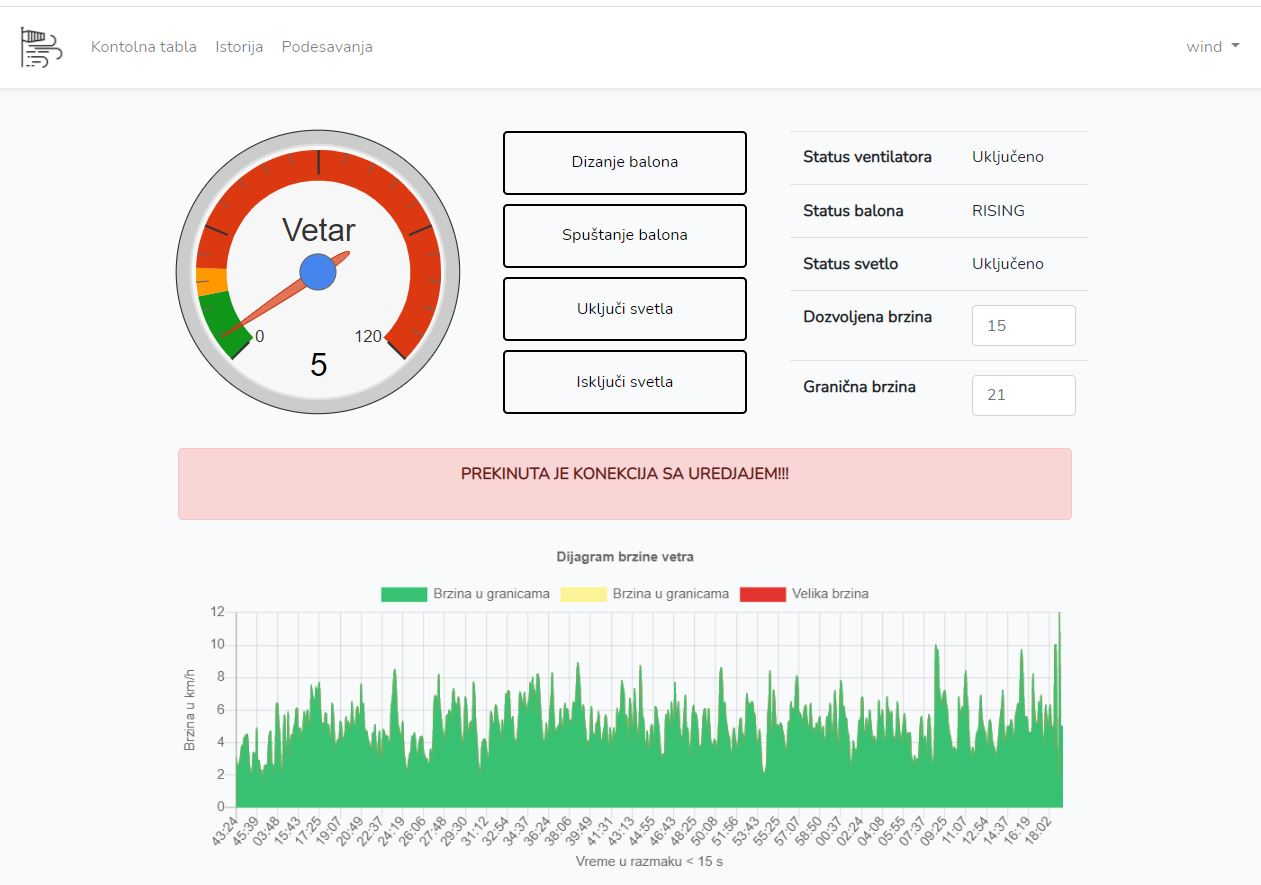 Kontolna tabla Istorija Podesavanja wind
Vetar
0 120
5
Dizanje balona
Spuštanje balona
Uključi svetla
Isključi svetla
Status ventilatora Uključeno
Status balona RISING
Status svetlo Uključeno
Dozvoljena brzina 15
Granična brzina 21
PREKINUTA JE KONEKCIJA SA UREDJAJEM!!!
Dijagram brzine vetra
Brzina u granicama Brzina u granicama Velika brzina
Brzina u km/h
12
10
8
6
4
2
0
43:24 45:39 03:48 15:43 17:25 19:07 20:49 22:37 24:19 26:06 27:48 29:30 31:12 32:54 34:37 36:24 38:06 39:49 41:31 43:13 44:55 46:43 48:25 50:08 51:56 53:43 55:25 57:07 58:50 00:37 02:24 04:08 05:55 07:37 09:25 11:07 12:54 14:37 16:19 18:02
Vreme u razmaku < 15 s